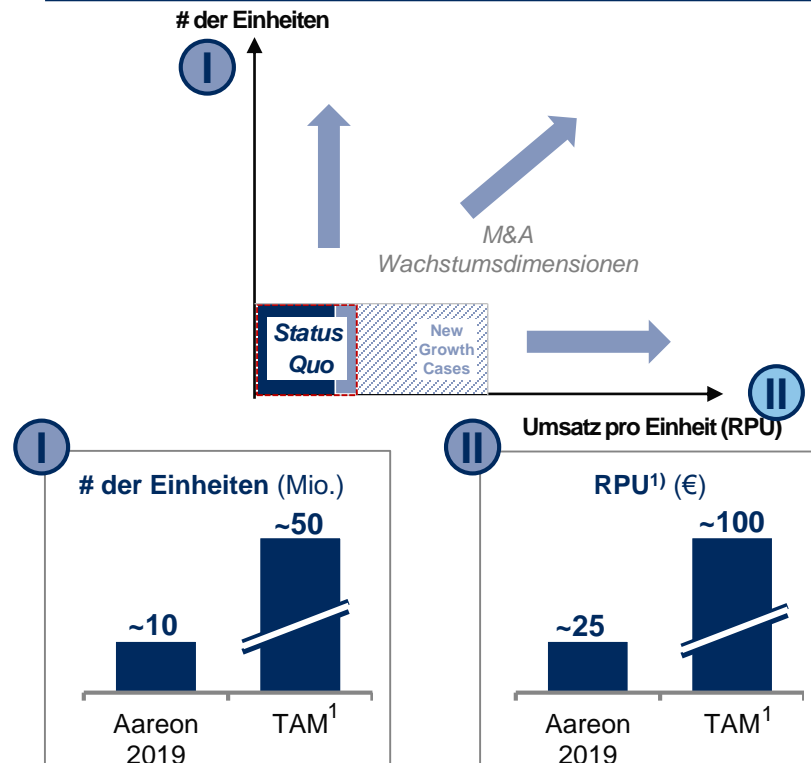 # der Einheiten
I
M&A
Wachstumsdimensionen
Status
Quo
New
Growth
Cases
II
Umsatz pro Einheit (RPU)
I
# der Einheiten (Mio.)
~50
~10
Aareon
2019
TAM¹
II
RPU¹⁾ (€)
~100
~25
Aareon
2019
TAM¹